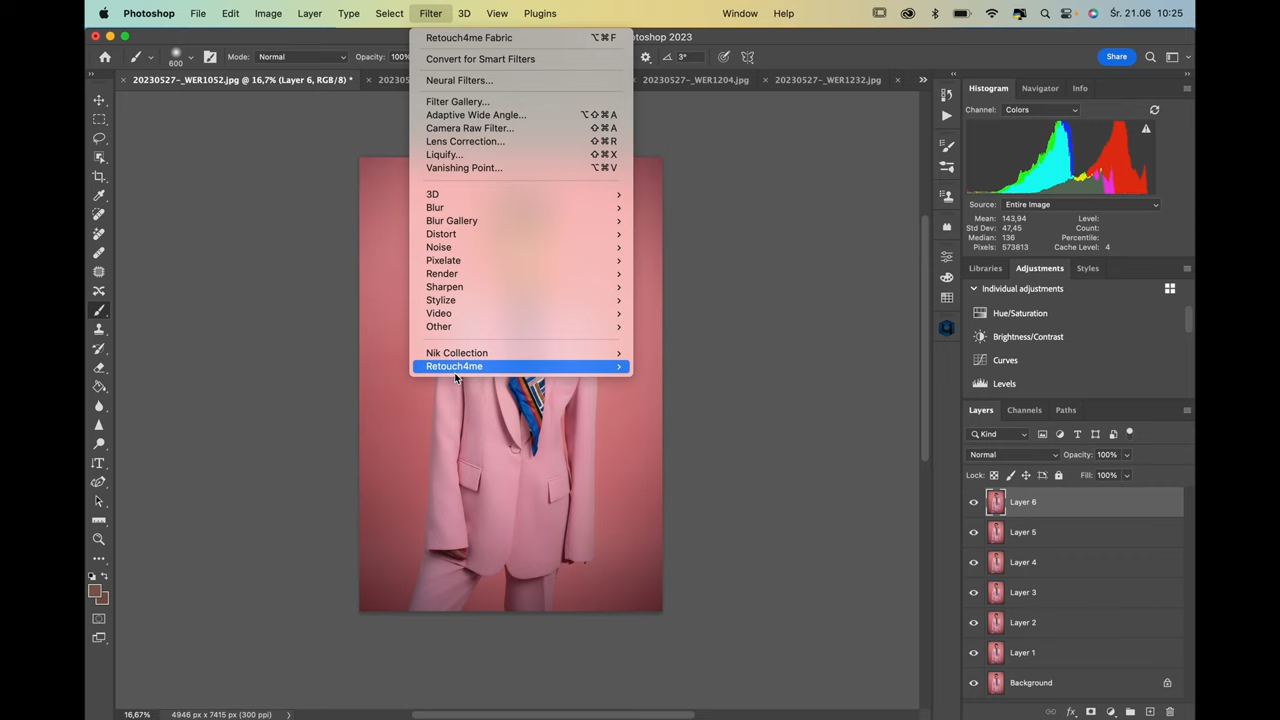 Photoshop File Edit Image Layer Type Select Filter 3D View Plugins Window Help Śr. 21.06 10:25
Retouch4me Fabric ⌥⌘F
Convert for Smart Filters
Neural Filters...
Filter Gallery...
Adaptive Wide Angle... ⌥⇧⌘A
Camera Raw Filter... ⇧⌘A
Lens Correction... ⇧⌘R
Liquify... ⇧⌘X
Vanishing Point... ⌥⌘V
3D
Blur
Blur Gallery
Distort
Noise
Pixelate
Render
Sharpen
Stylize
Video
Other
Nik Collection
Retouch4me
toshop 2023
600 Mode: Normal Opacity: 100% 3° Share
20230527-_WER1052.jpg @ 16,7% (Layer 6, RGB/8) * 202305 20230527-_WER1204.jpg 20230527-_WER1232.jpg
Histogram Navigator Info
Channel: Colors
Source: Entire Image
Mean: 143,94 Level:
Std Dev: 47,45 Count:
Median: 136 Percentile:
Pixels: 573813 Cache Level: 4
Libraries Adjustments Styles
Individual adjustments
Hue/Saturation
Brightness/Contrast
Curves
Levels
Layers Channels Paths
Kind
Normal Opacity: 100%
Lock: Fill: 100%
Layer 6
Layer 5
Layer 4
Layer 3
Layer 2
Layer 1
Background
16,67% 4946 px x 7415 px (300 ppi)